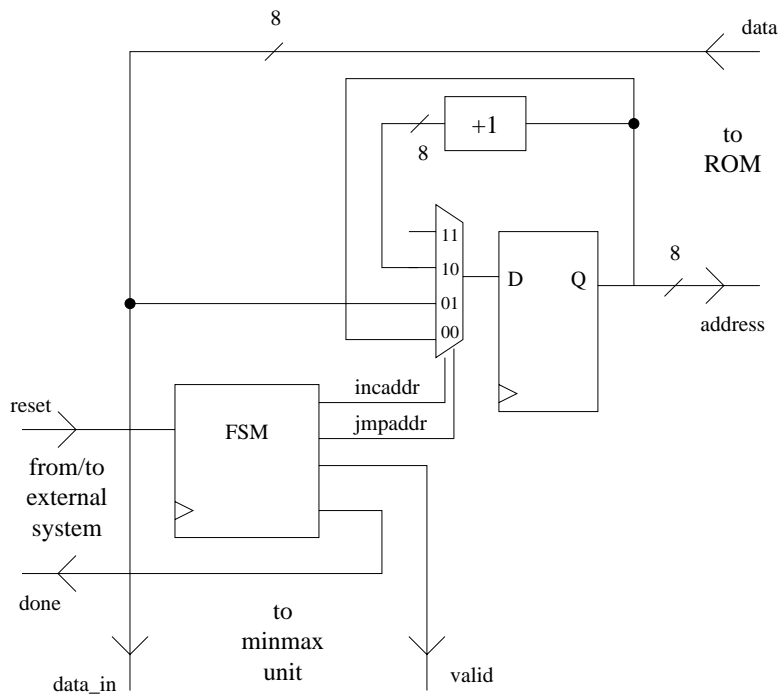 8
data
+1
8
to
ROM
11
10
01
00
D
Q
8
address
incaddr
jmpaddr
reset
FSM
from/to
external
system
done
to
minmax
unit
data_in
valid